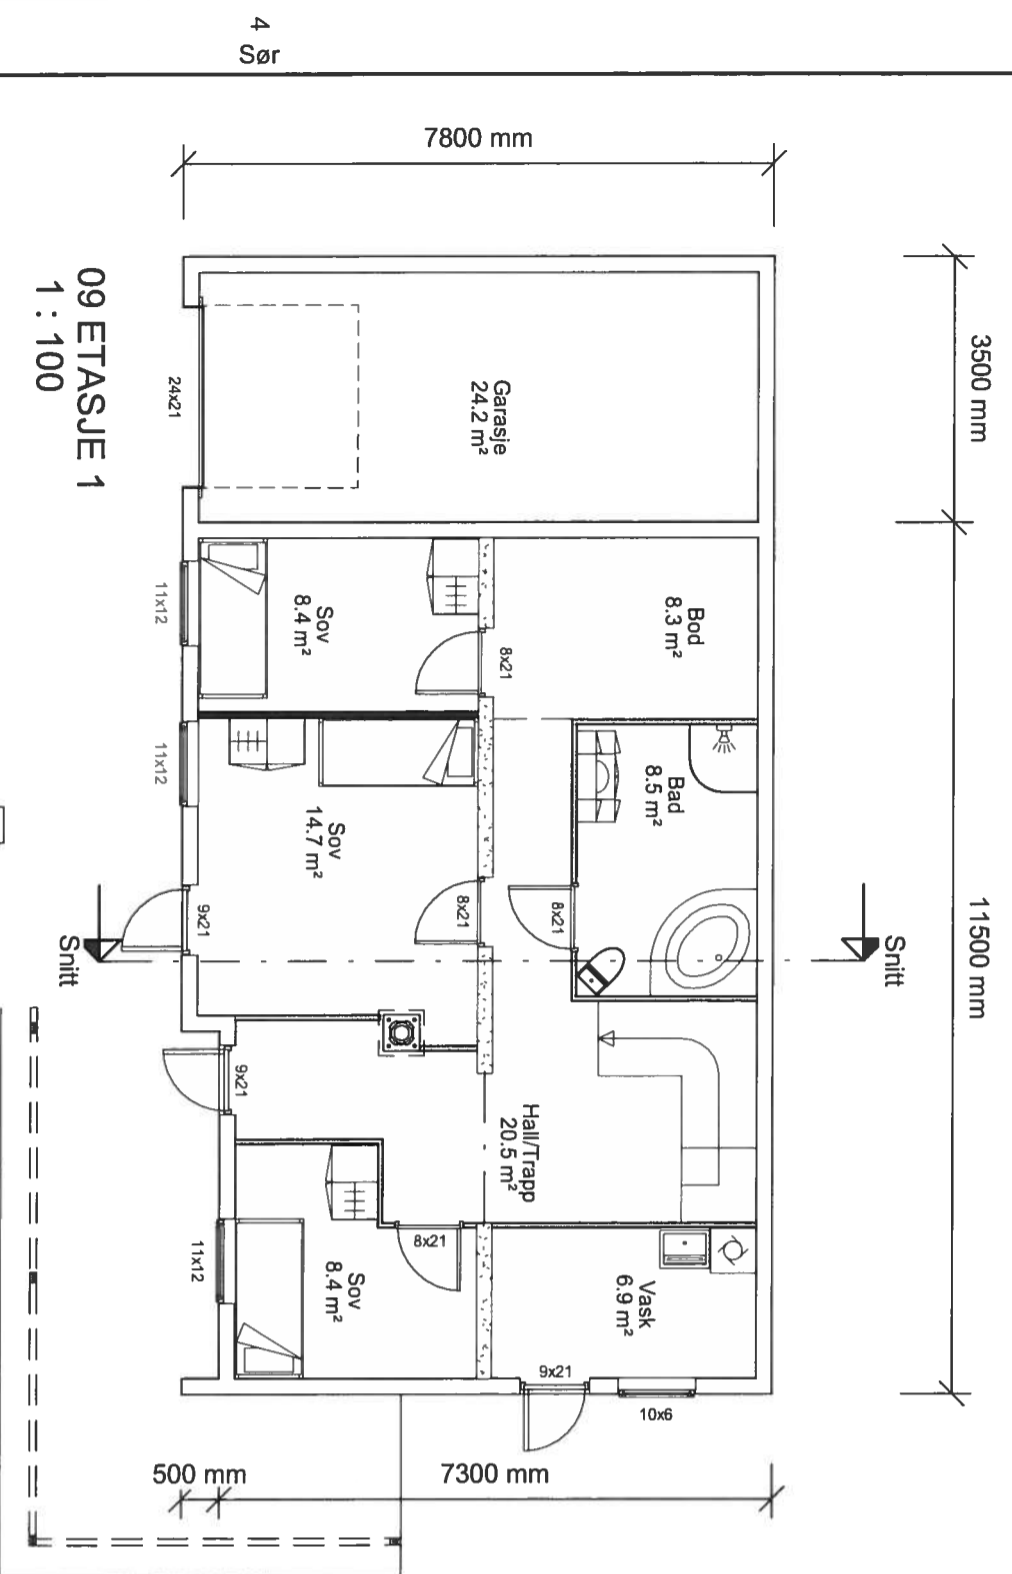 4
Sør
7800 mm
3500 mm
11500 mm
09 ETASJE 1
1 : 100
24x21
Garasje
24.2 m²
11x12
Sov
8.4 m²
8x21
Bod
8.3 m²
11x12
Sov
14.7 m²
8x21
9x21
Bad
8.5 m²
8x21
Snitt
Snitt
9x21
Hall/Trapp
20.5 m²
11x12
Sov
8.4 m²
8x21
Vask
6.9 m²
9x21
10x6
500 mm
7300 mm